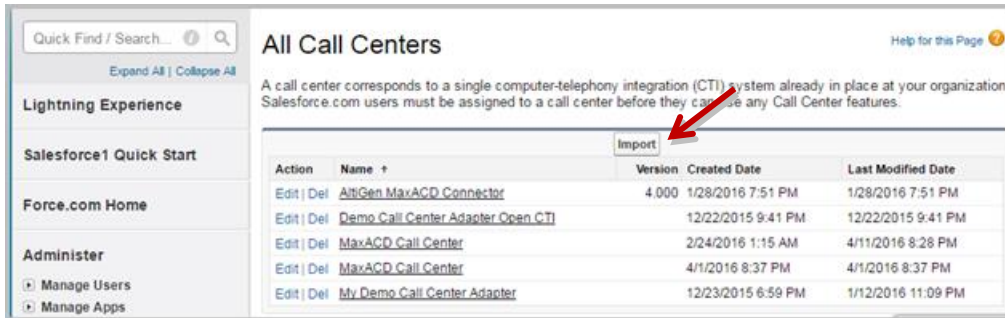 Quick Find / Search...
Expand All | Collapse All
Lightning Experience
Salesforce1 Quick Start
Force.com Home
Administer
Manage Users
Manage Apps
All Call Centers
Help for this Page
A call center corresponds to a single computer-telephony integration (CTI) system already in place at your organization
Salesforce.com users must be assigned to a call center before they can use any Call Center features.
Import
Action Name Version Created Date Last Modified Date
Edit | Del AltiGen MaxACD Connector 4.000 1/28/2016 7:51 PM 1/28/2016 7:51 PM
Edit | Del Demo Call Center Adapter Open CTI 12/22/2015 9:41 PM 12/22/2015 9:41 PM
Edit | Del MaxACD Call Center 2/24/2016 1:15 AM 4/11/2016 8:28 PM
Edit | Del MaxACD Call Center 4/1/2016 8:37 PM 4/1/2016 8:37 PM
Edit | Del My Demo Call Center Adapter 12/23/2015 6:59 PM 1/12/2016 11:09 PM